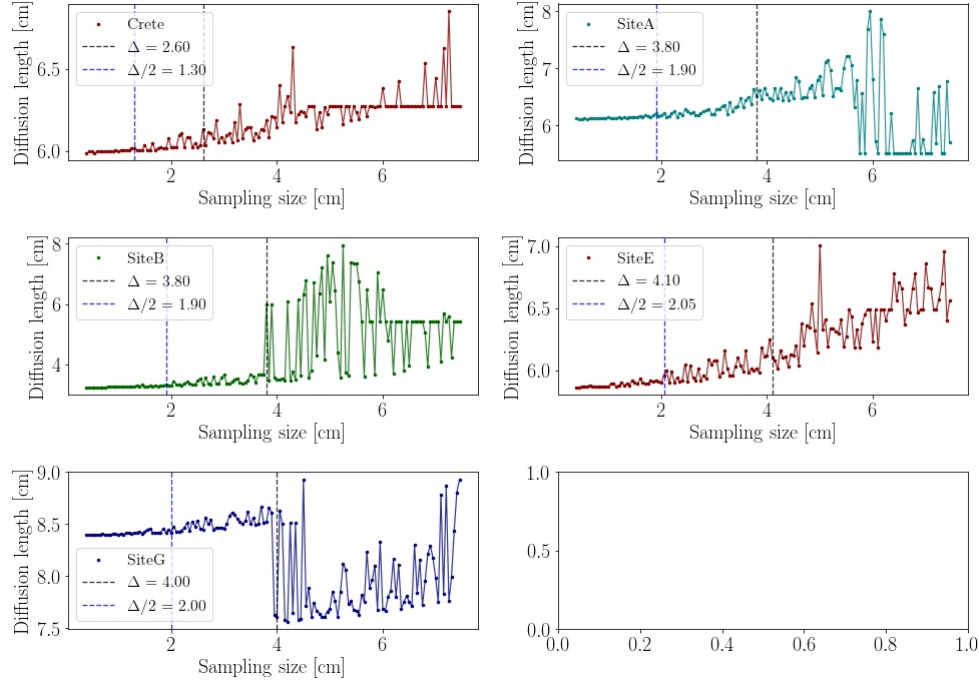 Crete
Δ = 2.60
Δ/2 = 1.30
Diffusion length [cm]
6.5
6.0
2
4
6
Sampling size [cm]
SiteA
Δ = 3.80
Δ/2 = 1.90
Diffusion length [cm]
8
7
6
2
4
6
Sampling size [cm]
SiteB
Δ = 3.80
Δ/2 = 1.90
Diffusion length [cm]
8
6
4
2
4
6
Sampling size [cm]
SiteE
Δ = 4.10
Δ/2 = 2.05
Diffusion length [cm]
7.0
6.5
6.0
2
4
6
Sampling size [cm]
SiteG
Δ = 4.00
Δ/2 = 2.00
Diffusion length [cm]
9.0
8.5
8.0
7.5
2
4
6
Sampling size [cm]
1.0
0.5
0.0
0.0
0.2
0.4
0.6
0.8
1.0